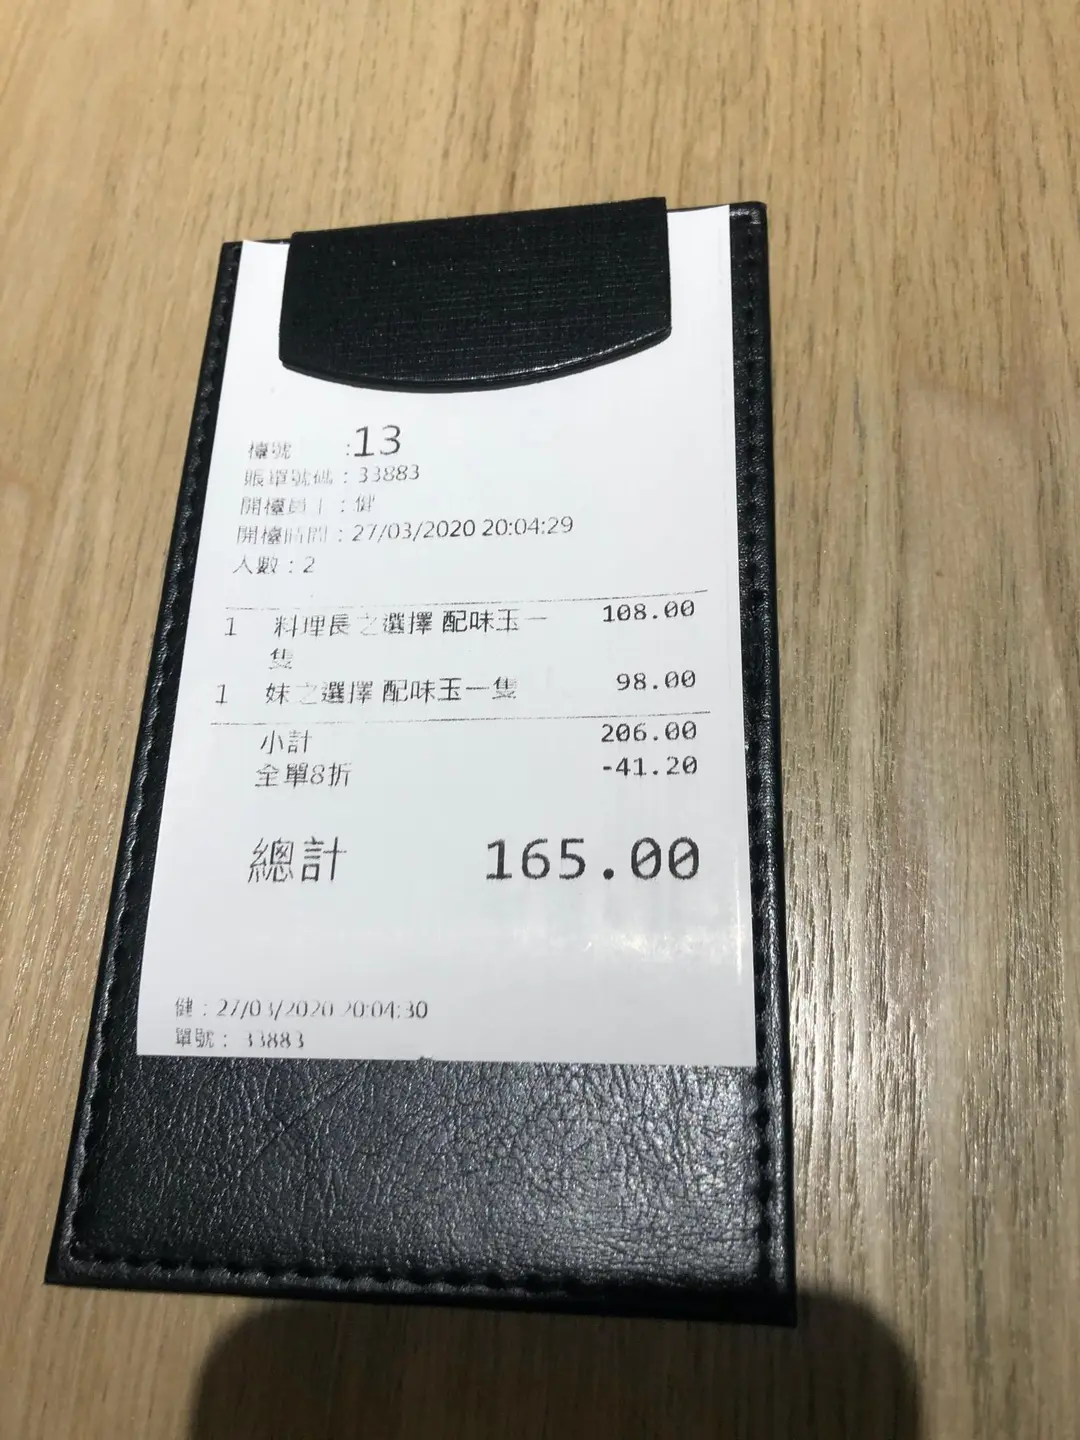 檯號 :13
賬單號碼 : 33883
開檯員 | : 健
開檯時間 : 27/03/2020 20:04:29
人數 : 2
1 料理長之選擇 配味玉一 108.00
隻
1 妹之選擇 配味玉一隻 98.00
小計 206.00
全單8折 -41.20
總計 165.00
健 : 27/03/2020 20:04:30
單號 : 33883